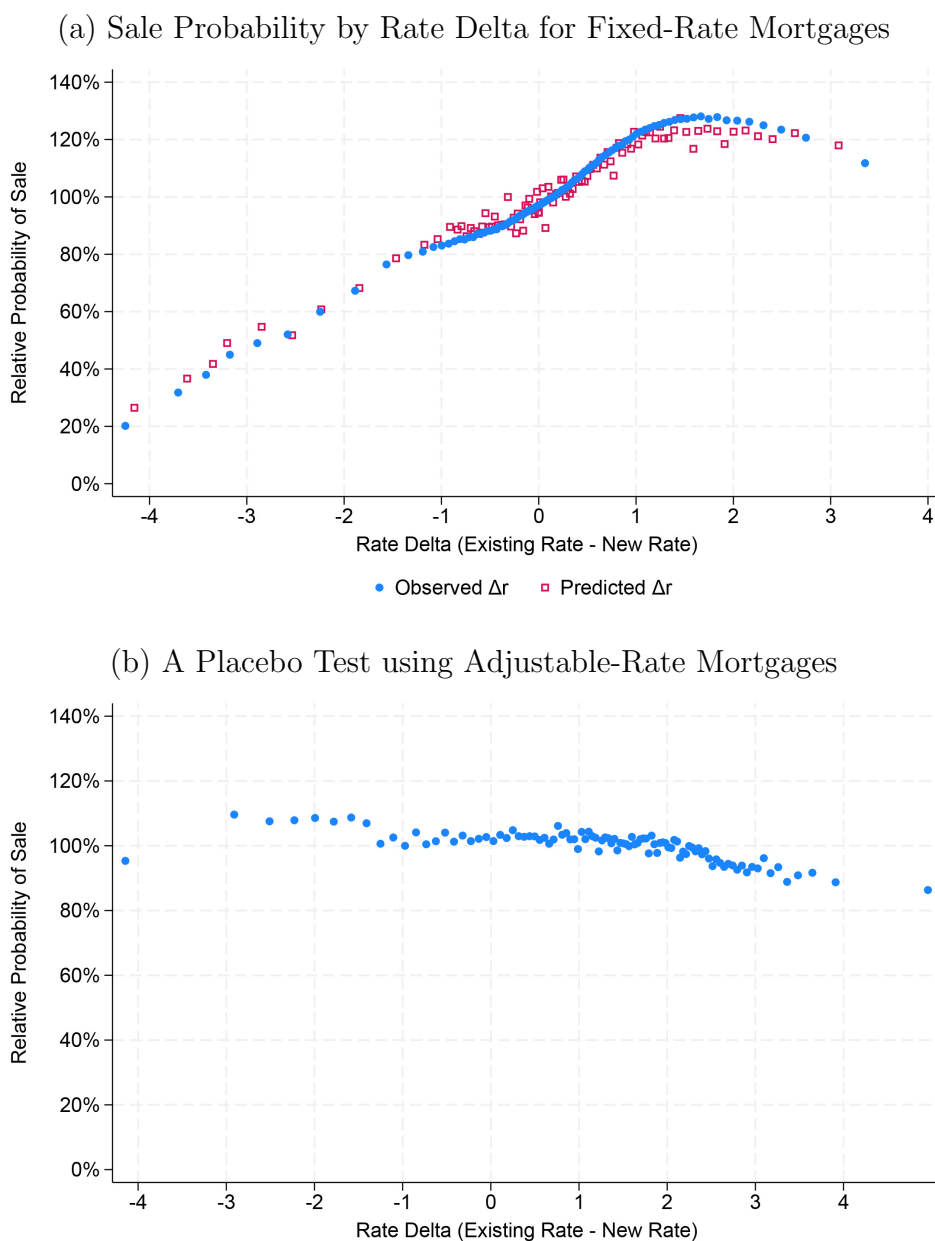 (a) Sale Probability by Rate Delta for Fixed-Rate Mortgages
140%
120%
100%
80%
60%
40%
20%
0%
Relative Probability of Sale
-4 -3 -2 -1 0 1 2 3 4
Rate Delta (Existing Rate - New Rate)
Observed Δr Predicted Δr
(b) A Placebo Test using Adjustable-Rate Mortgages
140%
120%
100%
80%
60%
40%
20%
0%
Relative Probability of Sale
-4 -3 -2 -1 0 1 2 3 4
Rate Delta (Existing Rate - New Rate)